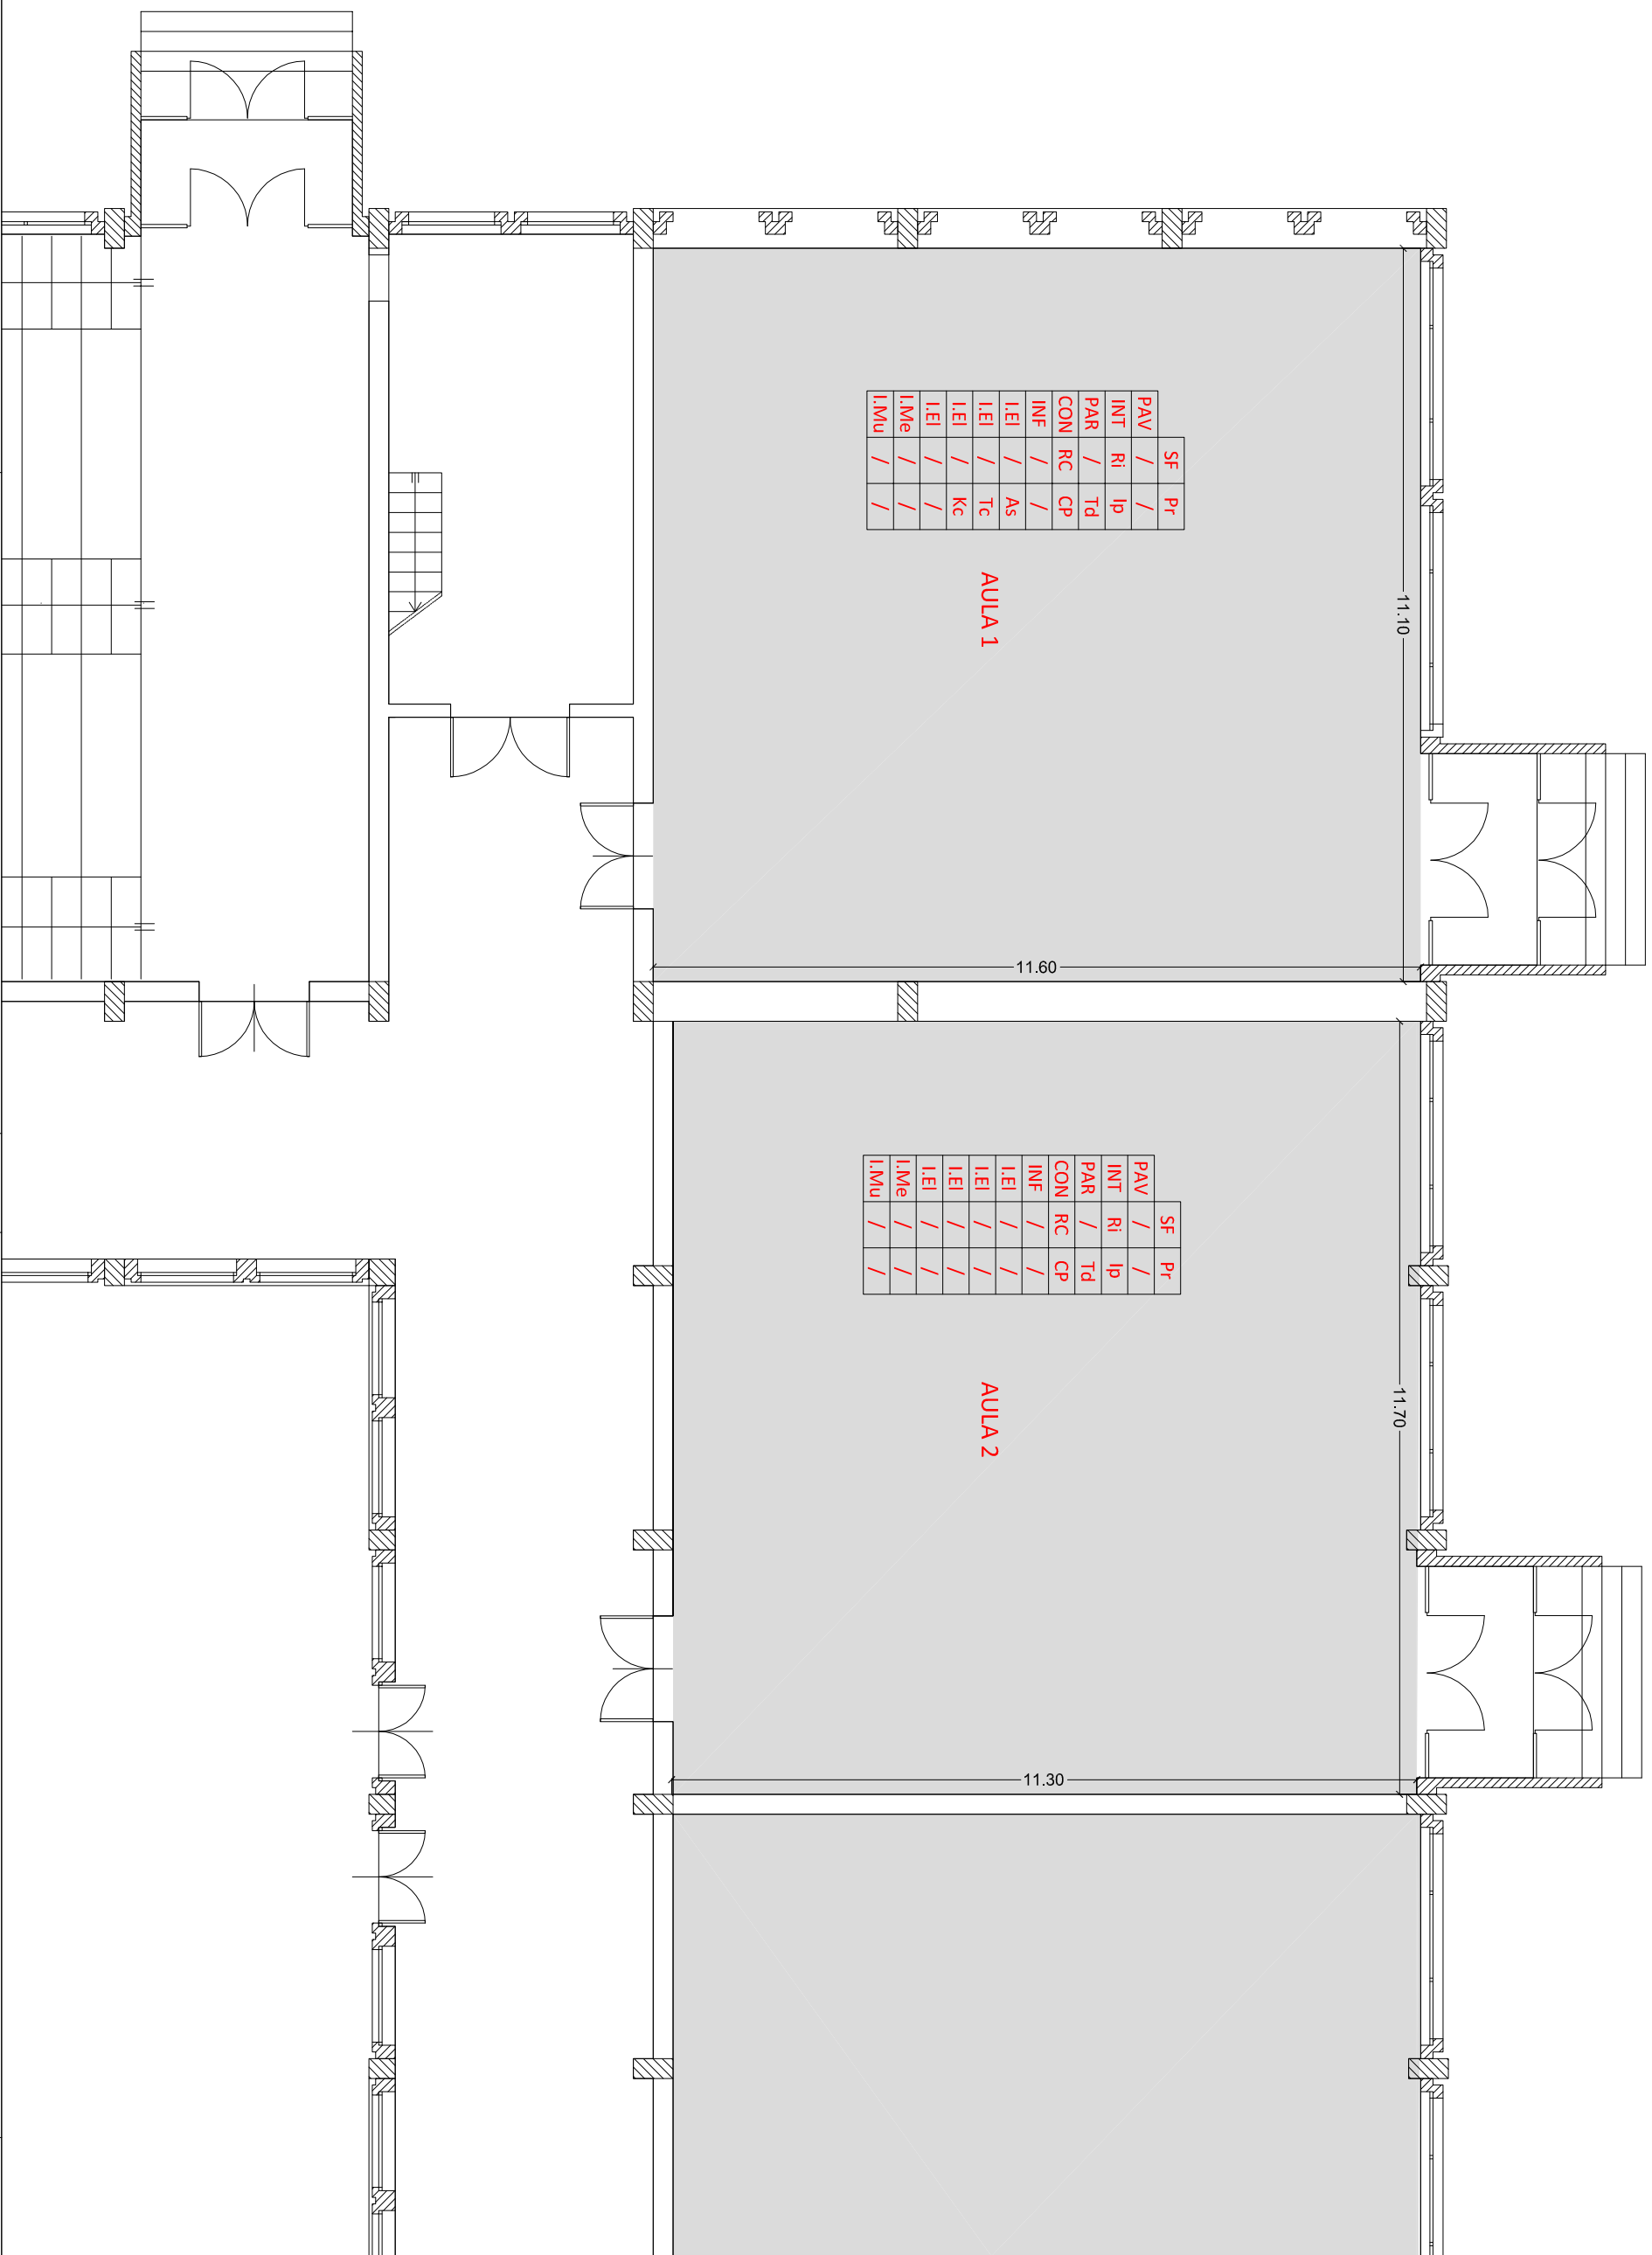 SF Pr
PAV / /
INT Ri Ip
PAR / Td
CON RC CP
INF / /
I.El / As
I.El / Tc
I.El / Kc
I.El / /
I.Me / /
I.Mu / /
AULA 1
11.10
11.60
SF Pr
PAV / /
INT Ri Ip
PAR / Td
CON RC CP
INF / /
I.El / /
I.El / /
I.El / /
I.El / /
I.Me / /
I.Mu / /
AULA 2
11.70
11.30